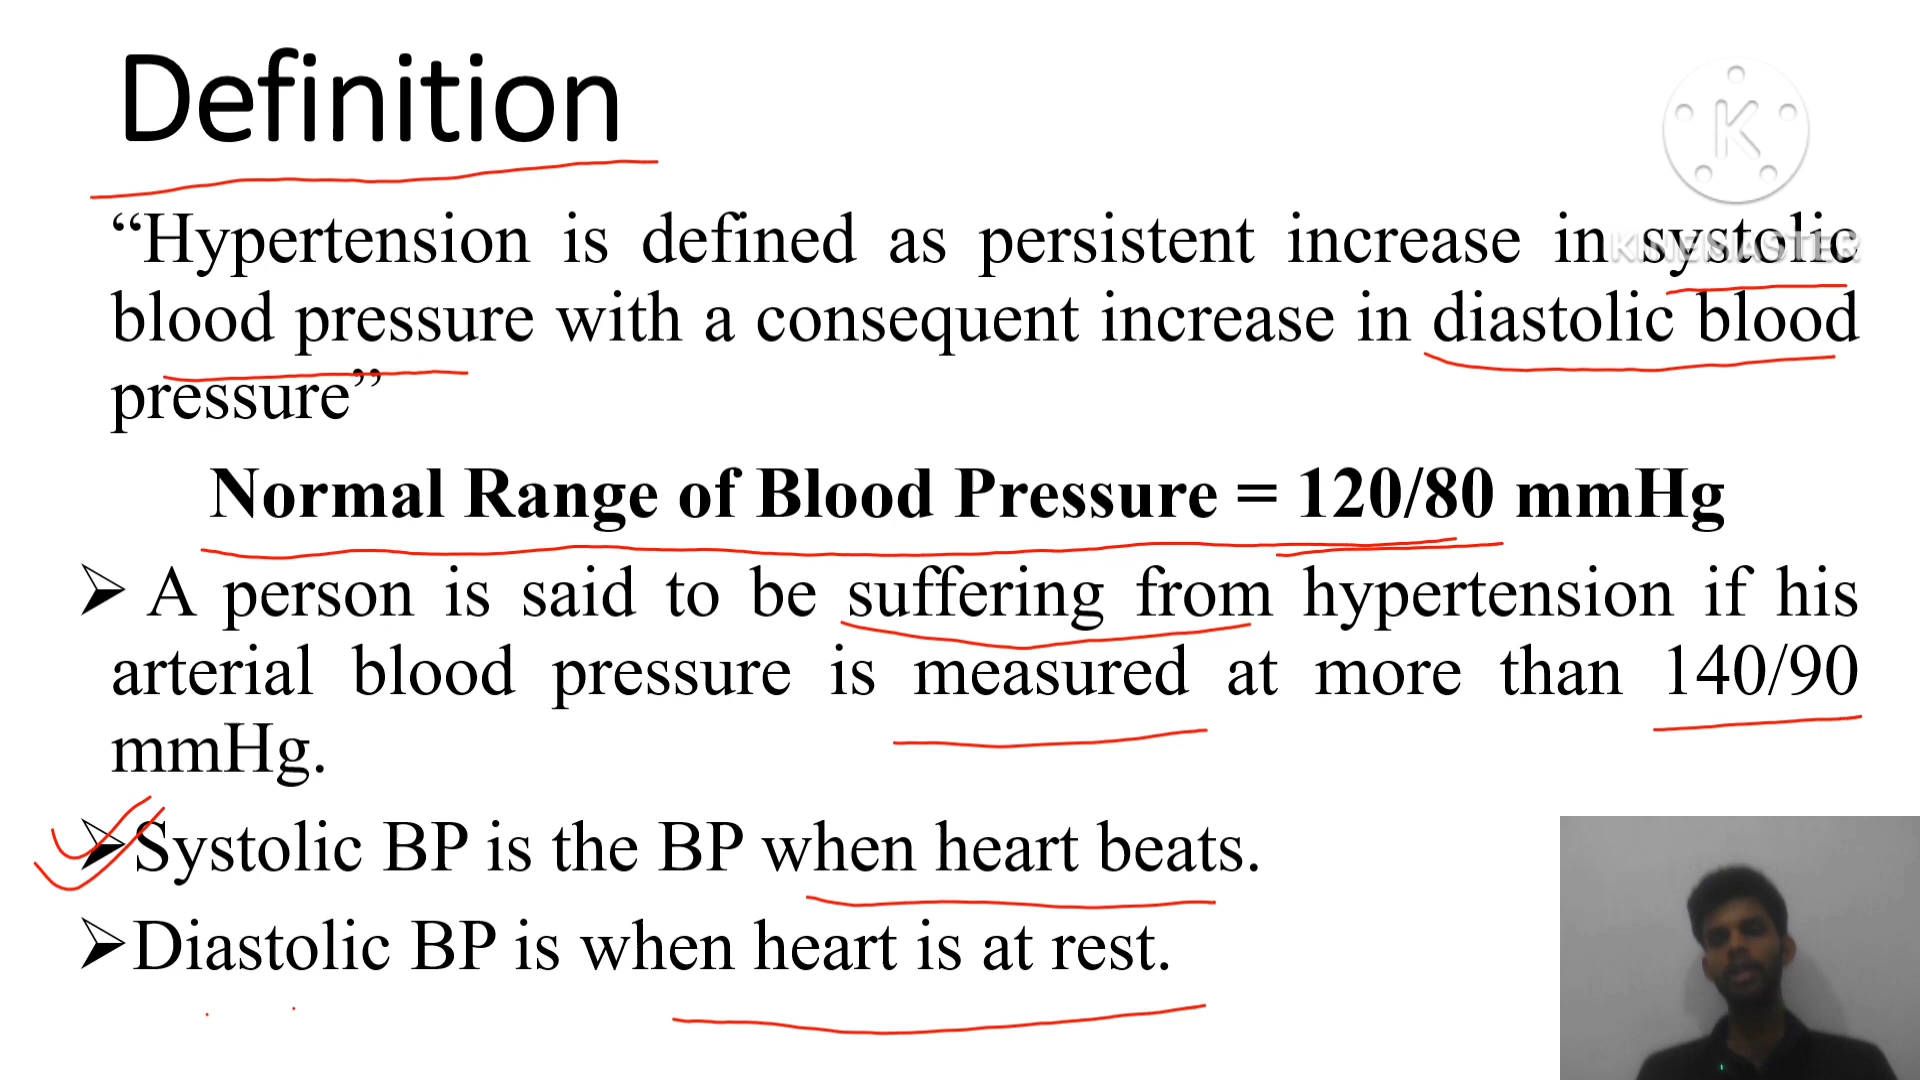 Definition
“Hypertension is defined as persistent increase in systolic
blood pressure with a consequent increase in diastolic blood
pressure”
Normal Range of Blood Pressure = 120/80 mmHg
➢ A person is said to be suffering from hypertension if his
arterial blood pressure is measured at more than 140/90
mmHg.
➢Systolic BP is the BP when heart beats.
➢Diastolic BP is when heart is at rest.
K
KINEMASTER